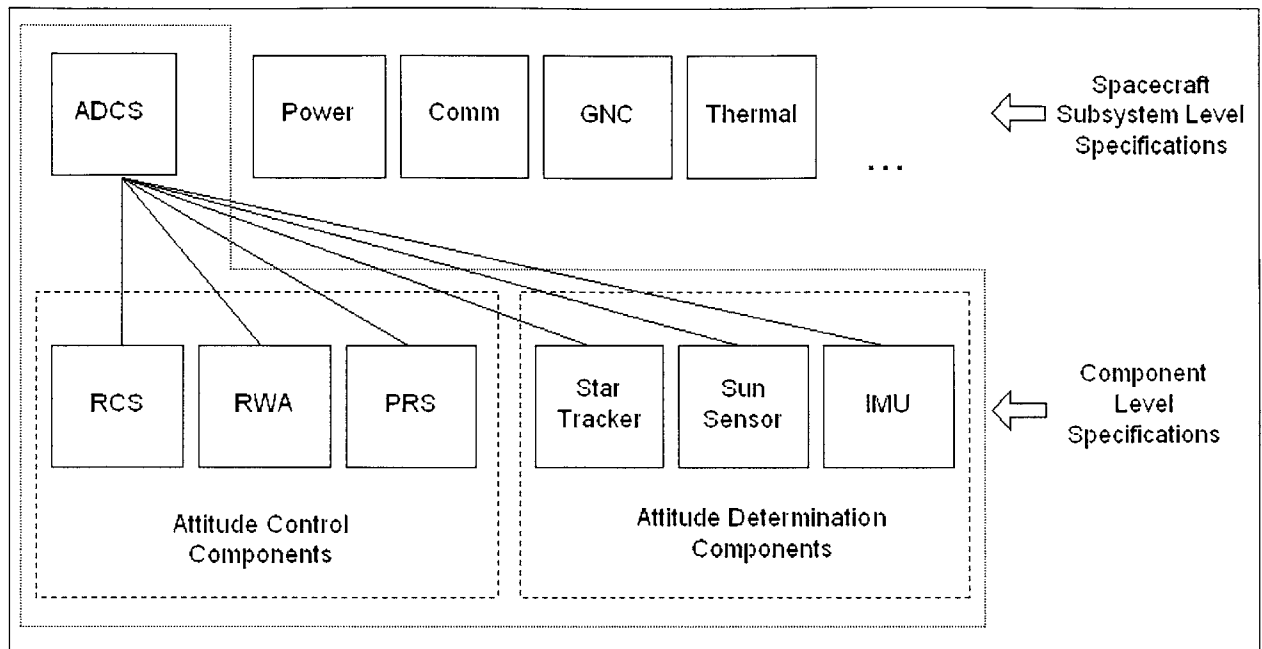 ADCS
Power
Comm
GNC
Thermal
...
Spacecraft
Subsystem Level
Specifications
RCS
RWA
PRS
Star
Tracker
Sun
Sensor
IMU
Component
Level
Specifications
Attitude Control
Components
Attitude Determination
Components